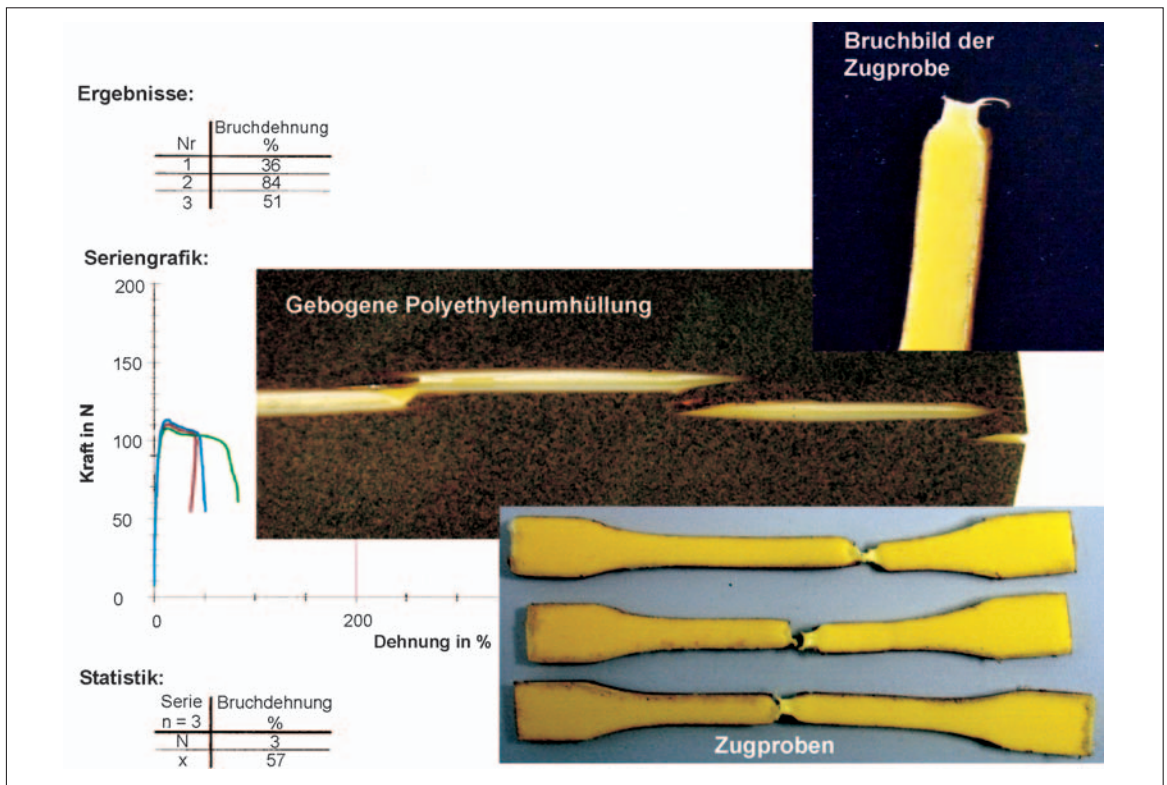 Bruchbild der
Zugprobe
Ergebnisse:
Nr Bruchdehnung %
1 36
2 84
3 51
Seriengrafik:
Gebogene Polyethylenumhüllung
Kraft in N
200
150
100
50
0
0 200
Dehnung in %
Statistik:
Serie Bruchdehnung
n = 3 %
N 3
x 57
Zugproben